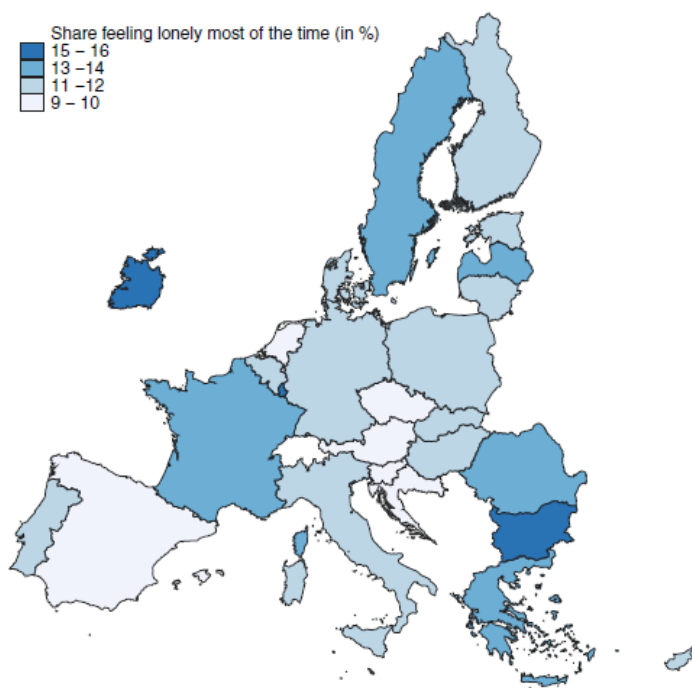 Share feeling lonely most of the time (in %)
15 – 16
13 –14
11 –12
9 – 10